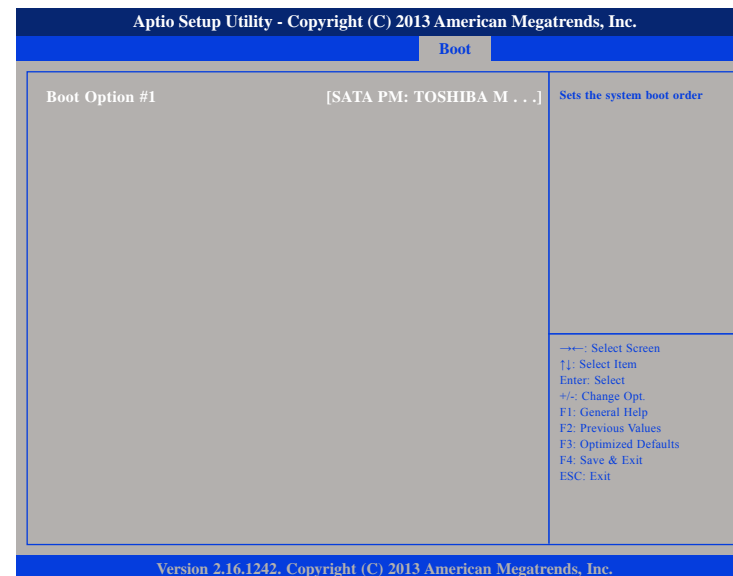 Aptio Setup Utility - Copyright (C) 2013 American Megatrends, Inc.
Boot
Boot Option #1 [SATA PM: TOSHIBA M . . .]
Sets the system boot order
→←: Select Screen
↑↓: Select Item
Enter: Select
+/-: Change Opt.
F1: General Help
F2: Previous Values
F3: Optimized Defaults
F4: Save & Exit
ESC: Exit
Version 2.16.1242. Copyright (C) 2013 American Megatrends, Inc.